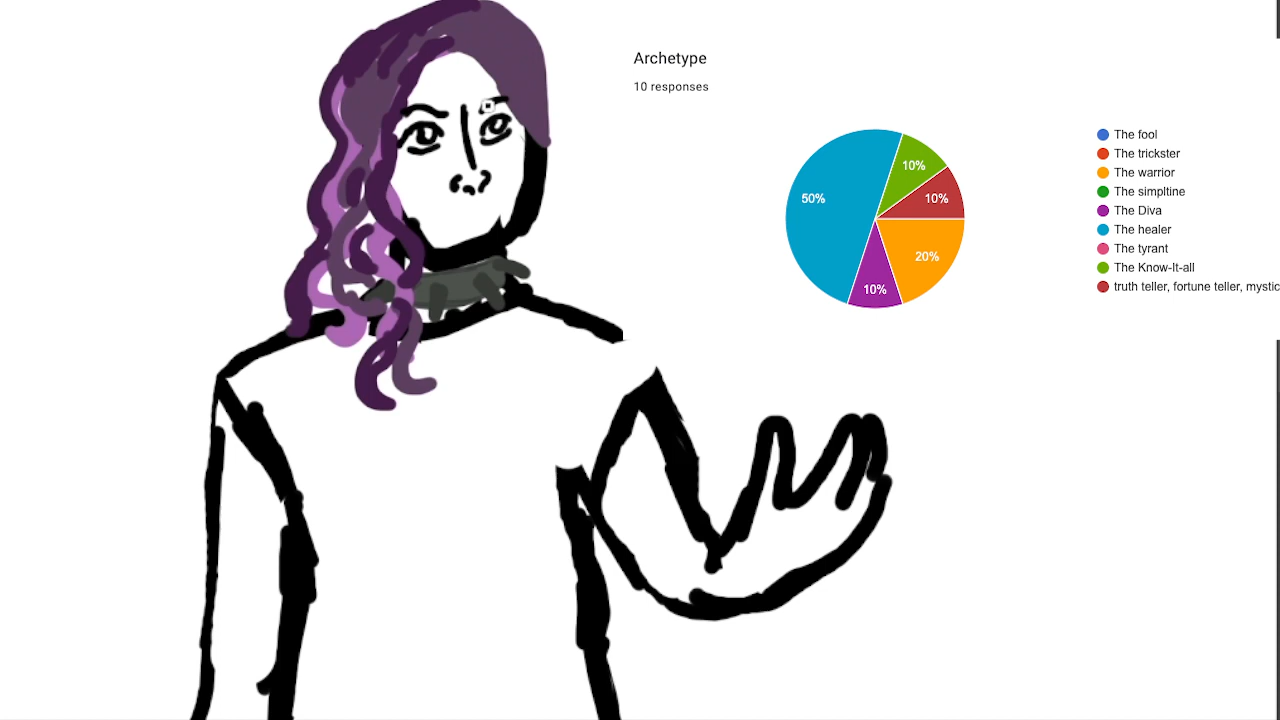 Archetype
10 responses
The fool
The trickster
The warrior
The simpltine
The Diva
The healer
The tyrant
The Know-It-all
truth teller, fortune teller, mystic
50%
10%
10%
20%
10%